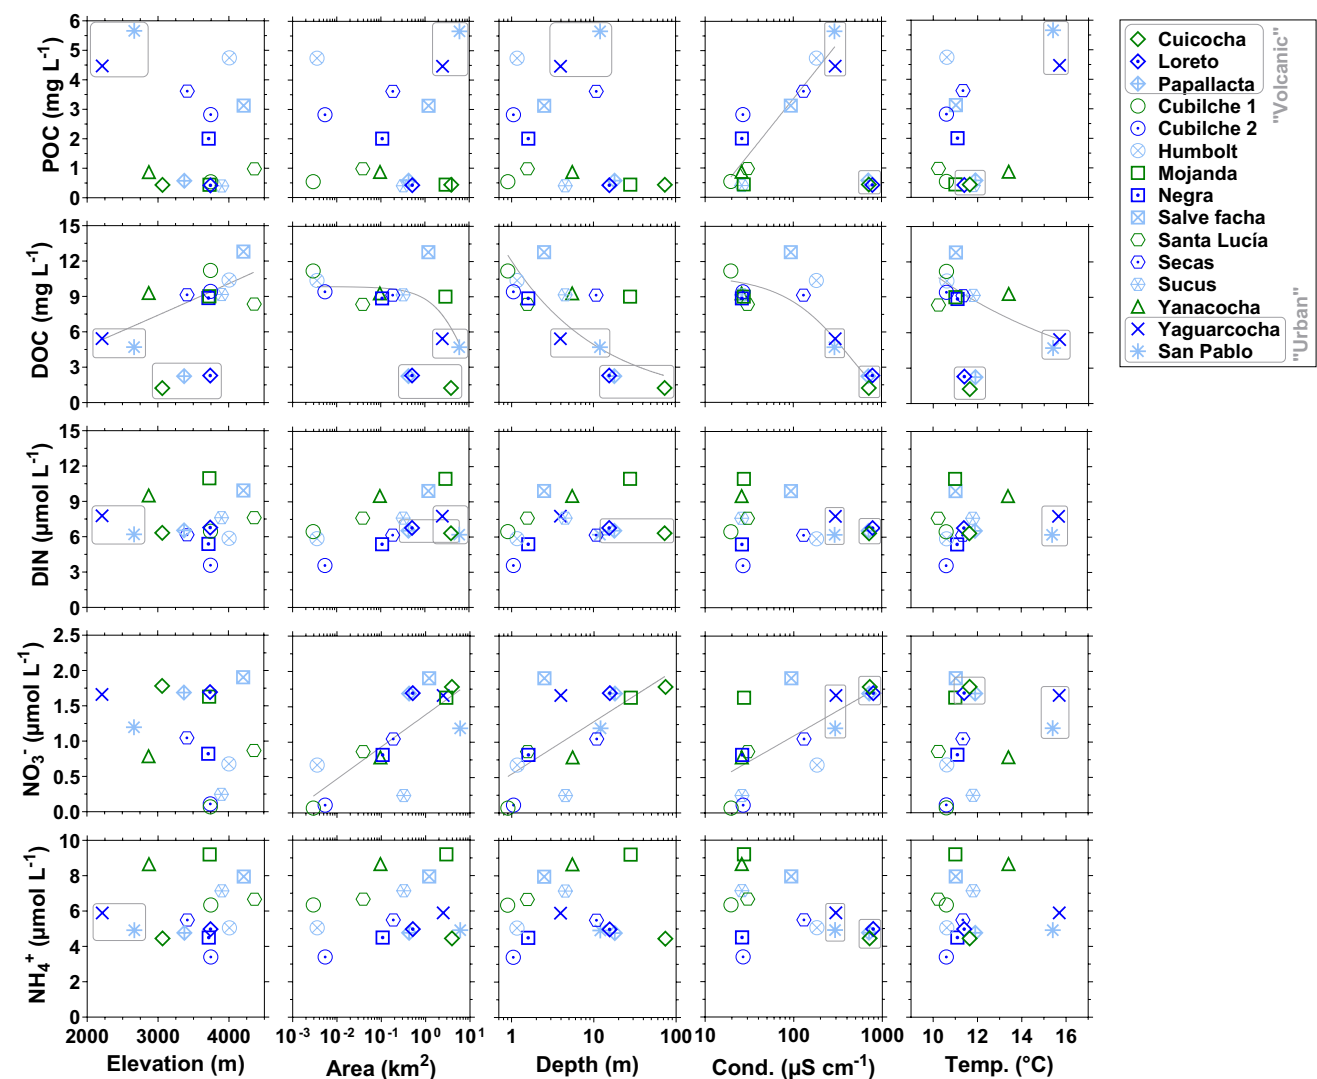 POC (mg L-1)
6
5
4
3
2
1
0
DOC (mg L-1)
15
12
9
6
3
0
DIN (µmol L-1)
15
12
9
6
3
0
NO3- (µmol L-1)
2.5
2.0
1.5
1.0
0.5
0.0
NH4+ (µmol L-1)
10
8
6
4
2
0
2000 3000 4000
Elevation (m)
10-3 10-2 10-1 100 101
Area (km2)
1 10 100
Depth (m)
10 100 1000
Cond. (µS cm-1)
10 12 14 16
Temp. (°C)
Cuicocha
Loreto
Papallacta
Cubilche 1
Cubilche 2
Humbolt
Mojanda
Negra
Salve facha
Santa Lucía
Secas
Sucus
Yanacocha
Yaguarcocha
San Pablo
"Volcanic"
"Urban"